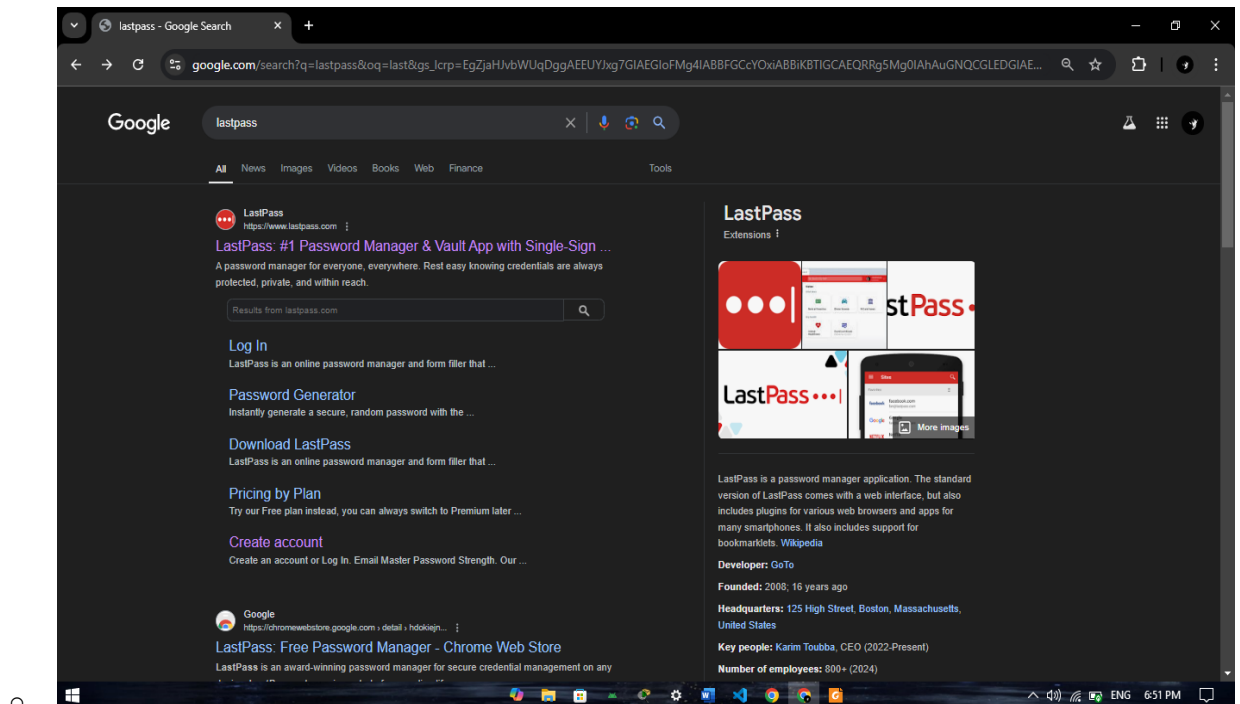 lastpass - Google Search
google.com/search?q=lastpass&oq=last&gs_lcrp=EgZjaHJvbWUqDggAEEUYJxg7GIAEGIoFMg4IABBFGCcYOxiABBiKBTIGCAEQRRg5Mg0IAhAuGNQCGLEDGIAE...
Google
lastpass
All News Images Videos Books Web Finance Tools
LastPass
https://www.lastpass.com
LastPass: #1 Password Manager & Vault App with Single-Sign ...
A password manager for everyone, everywhere. Rest easy knowing credentials are always
protected, private, and within reach.
Results from lastpass.com
Log In
LastPass is an online password manager and form filler that ...
Password Generator
Instantly generate a secure, random password with the ...
Download LastPass
LastPass is an online password manager and form filler that ...
Pricing by Plan
Try our Free plan instead, you can always switch to Premium later ...
Create account
Create an account or Log In. Email Master Password Strength. Our ...
Google
https://chromewebstore.google.com › detail › hdokiejn...
LastPass: Free Password Manager - Chrome Web Store
LastPass is an award-winning password manager for secure credential management on any
LastPass
Extensions
stPass
LastPass
Sites
facebook.com
Google
NETFLIX
More images
LastPass is a password manager application. The standard
version of LastPass comes with a web interface, but also
includes plugins for various web browsers and apps for
many smartphones. It also includes support for
bookmarklets. Wikipedia
Developer: GoTo
Founded: 2008; 16 years ago
Headquarters: 125 High Street, Boston, Massachusetts,
United States
Key people: Karim Toubba, CEO (2022-Present)
Number of employees: 800+ (2024)
ENG 6:51 PM